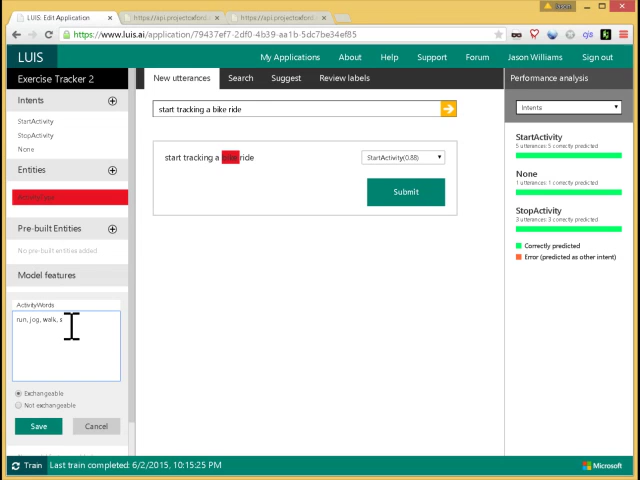 LUIS: Edit Application
https://api.projectoxford.
https://api.projectoxford.
https://www.luis.ai/application/79437ef7-2df0-4b39-aa1b-5dc7be34ef85
LUIS
My Applications
About
Help
Support
Forum
Jason Williams
Sign out
Exercise Tracker 2
New utterances
Search
Suggest
Review labels
Performance analysis
Intents
StartActivity
StopActivity
None
Entities
ActivityType
Pre-built Entities
No pre-built entities added
Model features
ActivityWords
run, jog, walk, s
Exchangeable
Not exchangeable
Save
Cancel
start tracking a bike ride
start tracking a bike ride
StartActivity(0.88)
Submit
Intents
StartActivity
5 utterances: 5 correctly predicted
None
1 utterances: 1 correctly predicted
StopActivity
3 utterances: 3 correctly predicted
Correctly predicted
Error (predicted as other intent)
Train
Last train completed: 6/2/2015, 10:15:25 PM
Microsoft